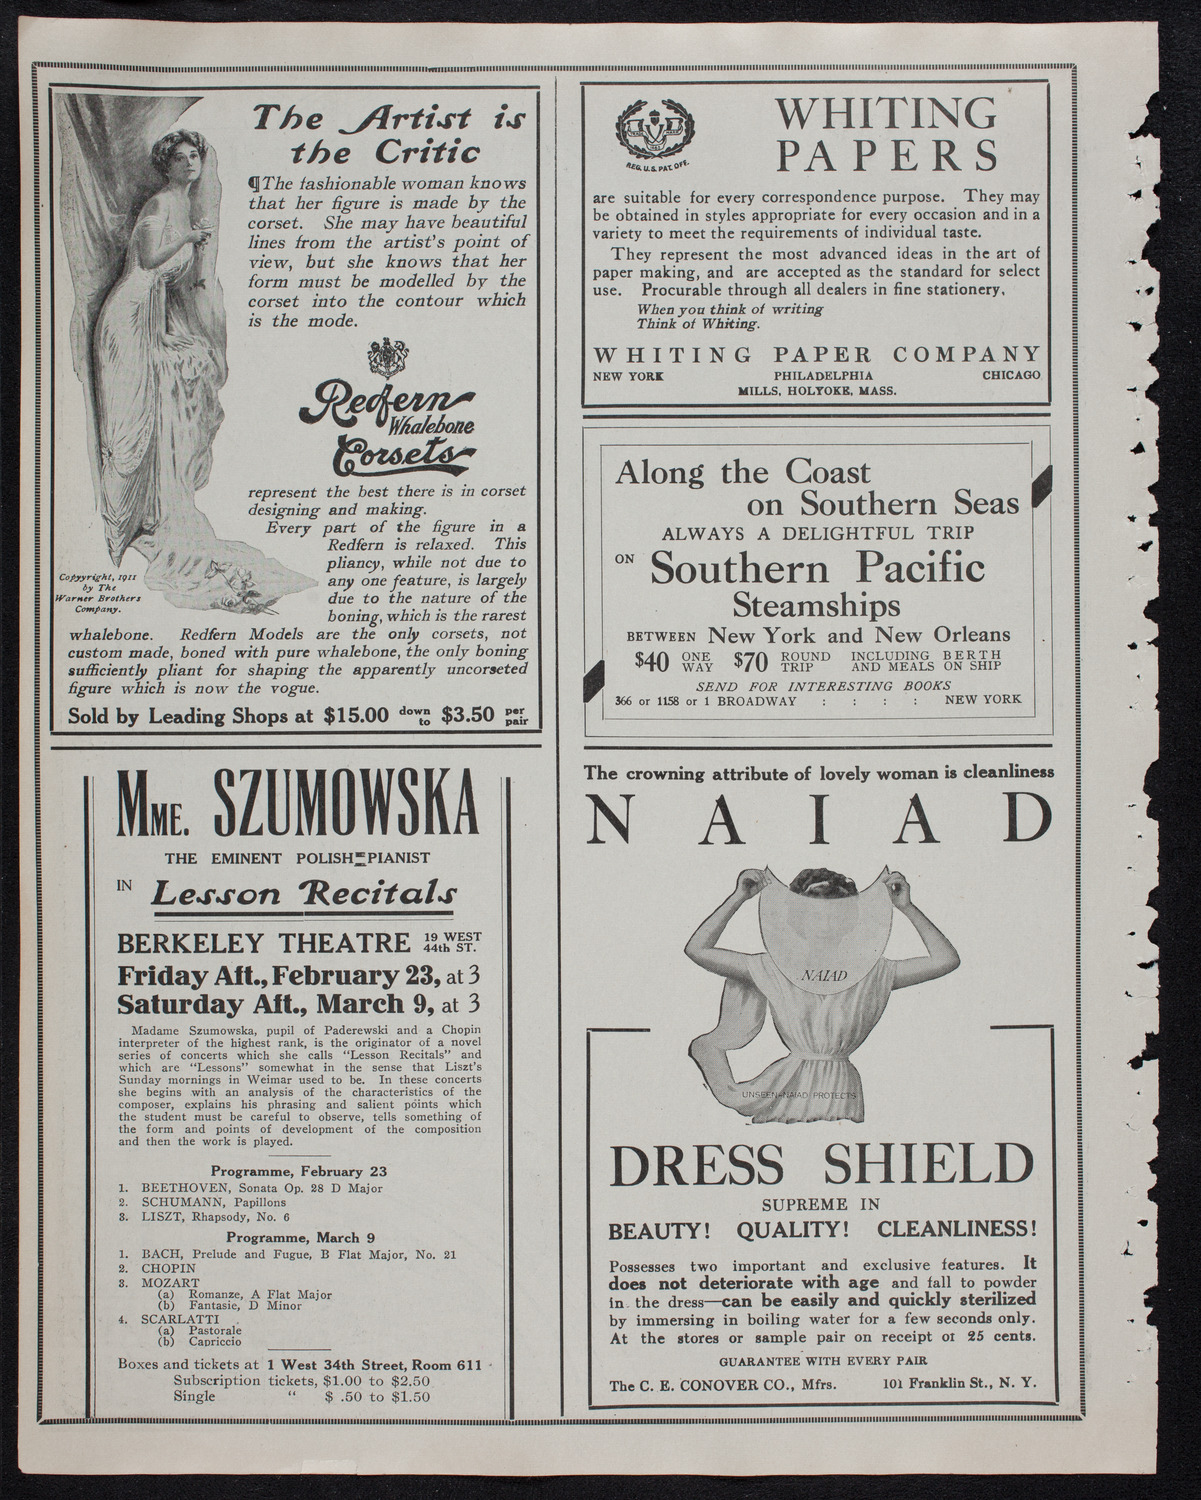 The Artist is
the Critic
¶The fashionable woman knows
that her figure is made by the
corset. She may have beautiful
lines from the artist's point of
view, but she knows that her
form must be modelled by the
corset into the contour which
is the mode.
Redfern
Whalebone
Corsets
represent the best there is in corset
designing and making.
Every part of the figure in a
Redfern is relaxed. This
pliancy, while not due to
any one feature, is largely
due to the nature of the
boning, which is the rarest
Copyright, 1911
by The
Warner Brothers
Company.
whalebone. Redfern Models are the only corsets, not
custom made, boned with pure whalebone, the only boning
sufficiently pliant for shaping the apparently uncorseted
figure which is now the vogue.
Sold by Leading Shops at $15.00 down to $3.50 per pair
MME. SZUMOWSKA
THE EMINENT POLISH PIANIST
IN Lesson Recitals
BERKELEY THEATRE 19 WEST 44th ST.
Friday Aft., February 23, at 3
Saturday Aft., March 9, at 3
Madame Szumowska, pupil of Paderewski and a Chopin
interpreter of the highest rank, is the originator of a novel
series of concerts which she calls "Lesson Recitals" and
which are "Lessons" somewhat in the sense that Liszt's
Sunday mornings in Weimar used to be. In these concerts
she begins with an analysis of the characteristics of the
composer, explains his phrasing and salient points which
the student must be careful to observe, tells something of
the form and points of development of the composition
and then the work is played.
Programme, February 23
1. BEETHOVEN, Sonata Op. 28 D Major
2. SCHUMANN, Papillons
3. LISZT, Rhapsody, No. 6
Programme, March 9
1. BACH, Prelude and Fugue, B Flat Major, No. 21
2. CHOPIN
3. MOZART
(a) Romanze, A Flat Major
(b) Fantasie, D Minor
4. SCARLATTI
(a) Pastorale
(b) Capriccio
Boxes and tickets at 1 West 34th Street, Room 611
Subscription tickets, $1.00 to $2.50
Single " $ .50 to $1.50
REG. U.S. PAT. OFF.
WHITING
PAPERS
are suitable for every correspondence purpose. They may
be obtained in styles appropriate for every occasion and in a
variety to meet the requirements of individual taste.
They represent the most advanced ideas in the art of
paper making, and are accepted as the standard for select
use. Procurable through all dealers in fine stationery.
When you think of writing
Think of Whiting.
WHITING PAPER COMPANY
NEW YORK PHILADELPHIA CHICAGO
MILLS, HOLYOKE, MASS.
Along the Coast
on Southern Seas
ALWAYS A DELIGHTFUL TRIP
ON Southern Pacific
Steamships
BETWEEN New York and New Orleans
$40 ONE WAY $70 ROUND TRIP INCLUDING BERTH AND MEALS ON SHIP
SEND FOR INTERESTING BOOKS
366 or 1158 or 1 BROADWAY : : : : NEW YORK
The crowning attribute of lovely woman is cleanliness
NAIAD
NAIAD
UNSEEN-NAIAD PROTECTS
DRESS SHIELD
SUPREME IN
BEAUTY! QUALITY! CLEANLINESS!
Possesses two important and exclusive features. It
does not deteriorate with age and fall to powder
in the dress—can be easily and quickly sterilized
by immersing in boiling water for a few seconds only.
At the stores or sample pair on receipt of 25 cents.
GUARANTEE WITH EVERY PAIR
The C. E. CONOVER CO., Mfrs. 101 Franklin St., N. Y.